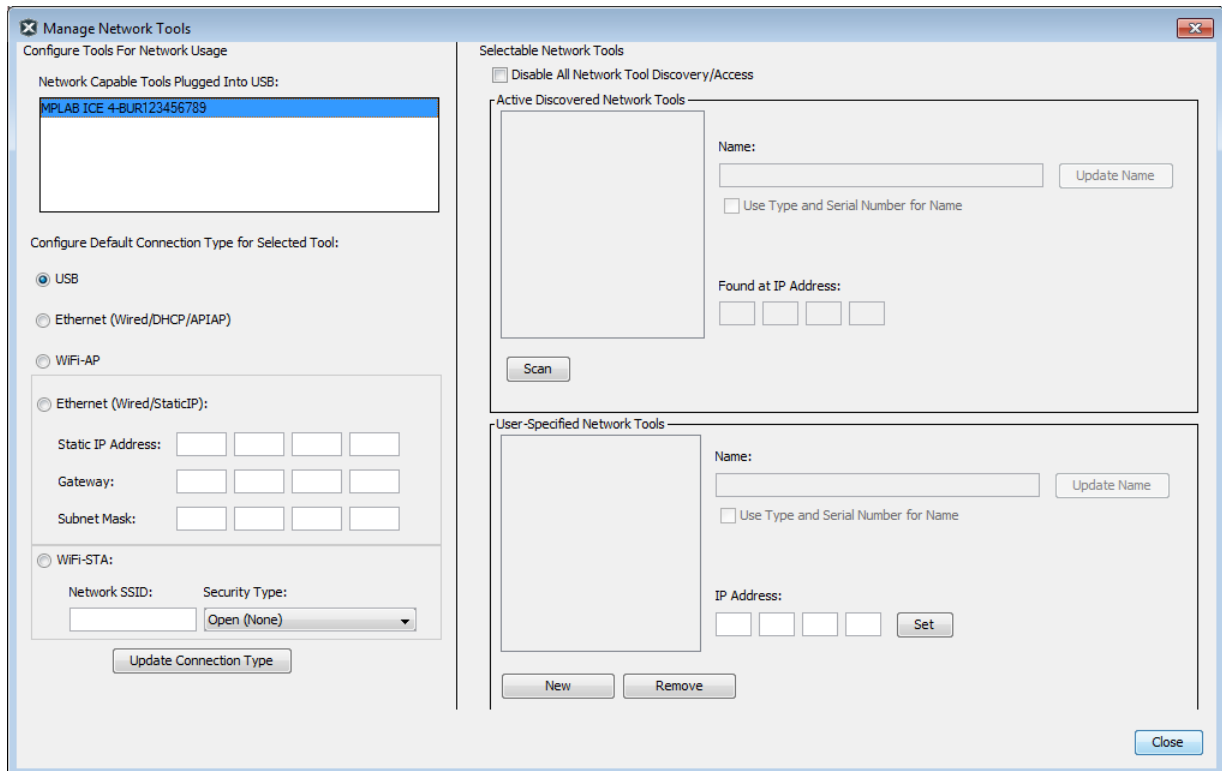 Manage Network Tools
Configure Tools For Network Usage
Network Capable Tools Plugged Into USB:
MPLAB ICE 4-BUR123456789
Configure Default Connection Type for Selected Tool:
USB
Ethernet (Wired/DHCP/APIAP)
WiFi-AP
Ethernet (Wired/StaticIP):
Static IP Address:
Gateway:
Subnet Mask:
WiFi-STA:
Network SSID: Security Type:
Open (None)
Update Connection Type
Selectable Network Tools
Disable All Network Tool Discovery/Access
Active Discovered Network Tools
Name:
Update Name
Use Type and Serial Number for Name
Found at IP Address:
Scan
User-Specified Network Tools
Name:
Update Name
Use Type and Serial Number for Name
IP Address:
Set
New Remove
Close